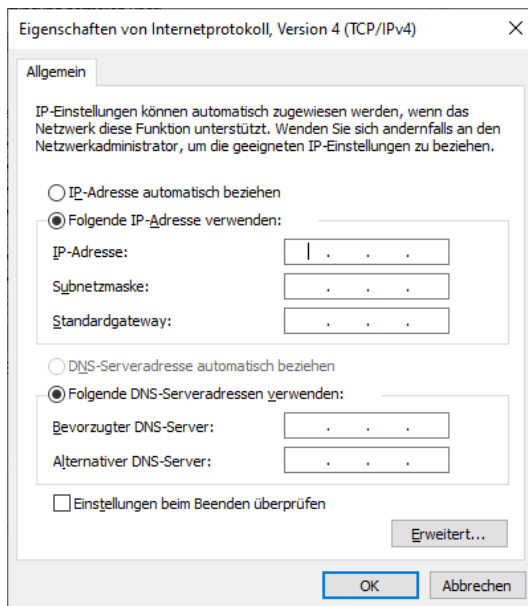 Eigenschaften von Internetprotokoll, Version 4 (TCP/IPv4)
Allgemein
IP-Einstellungen können automatisch zugewiesen werden, wenn das
Netzwerk diese Funktion unterstützt. Wenden Sie sich andernfalls an den
Netzwerkadministrator, um die geeigneten IP-Einstellungen zu beziehen.
IP-Adresse automatisch beziehen
Folgende IP-Adresse verwenden:
IP-Adresse: . . .
Subnetzmaske: . . .
Standardgateway: . . .
DNS-Serveradresse automatisch beziehen
Folgende DNS-Serveradressen verwenden:
Bevorzugter DNS-Server: . . .
Alternativer DNS-Server: . . .
Einstellungen beim Beenden überprüfen
Erweitert...
OK Abbrechen